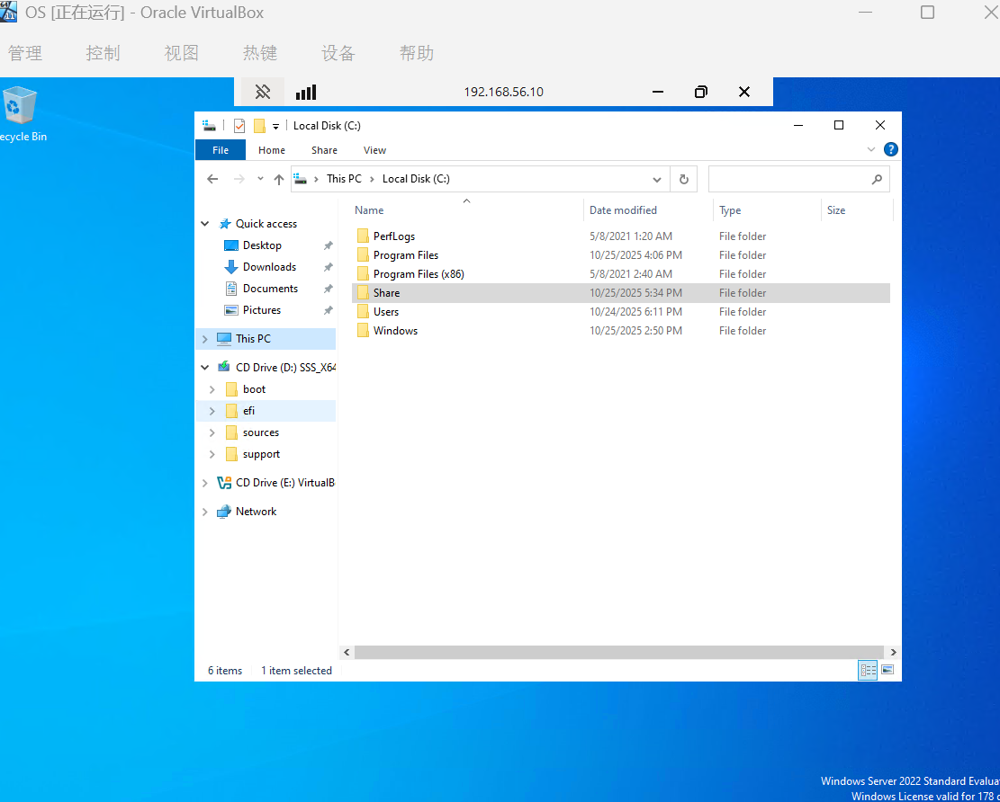 OS [正在运行] - Oracle VirtualBox
管理 控制 视图 热键 设备 帮助
192.168.56.10
ecycle Bin
Local Disk (C:)
File Home Share View
This PC > Local Disk (C:)
Name Date modified Type Size
Quick access
Desktop
Downloads
Documents
Pictures
This PC
CD Drive (D:) SSS_X64
boot
efi
sources
support
CD Drive (E:) VirtualB
Network
PerfLogs 5/8/2021 1:20 AM File folder
Program Files 10/25/2025 4:06 PM File folder
Program Files (x86) 5/8/2021 2:40 AM File folder
Share 10/25/2025 5:34 PM File folder
Users 10/24/2025 6:11 PM File folder
Windows 10/25/2025 2:50 PM File folder
6 items 1 item selected
Windows Server 2022 Standard Evalua
Windows License valid for 178 d